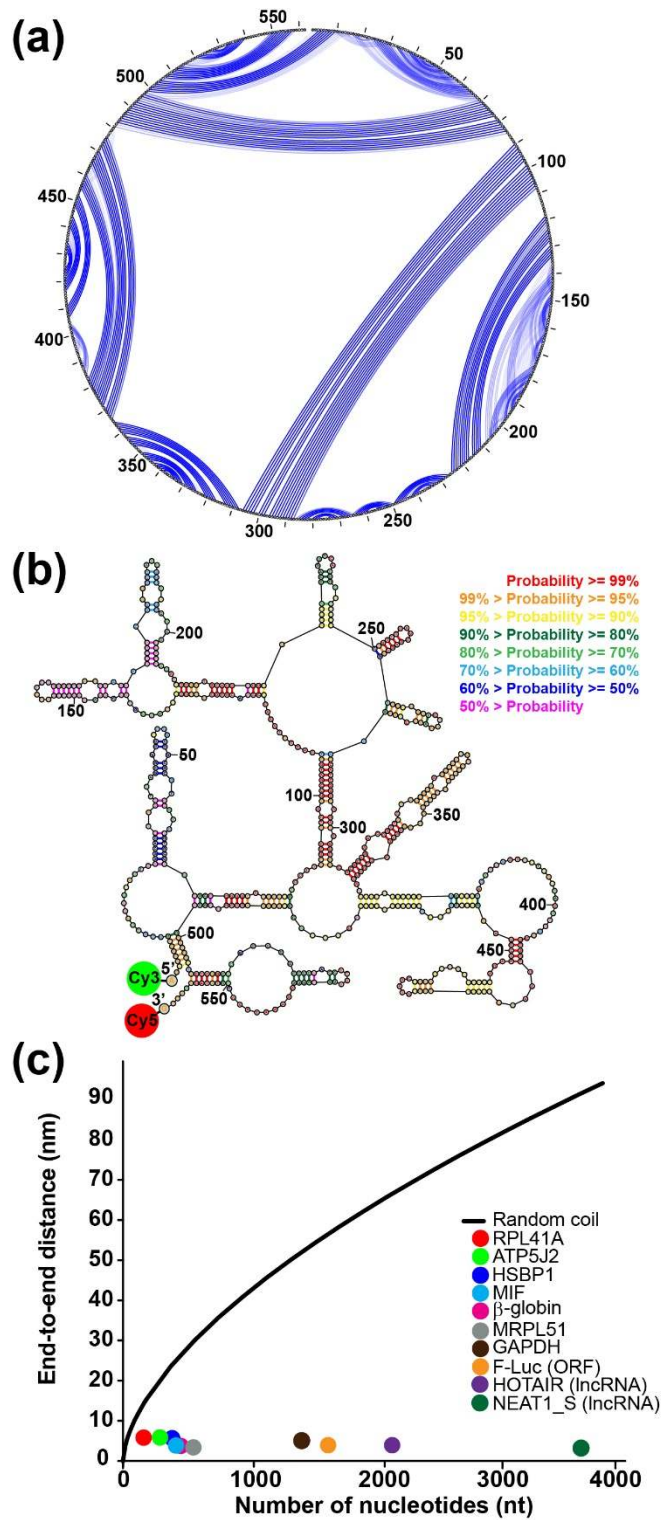 (a)
550
50
500
100
450
150
400
200
350
300
250
(b)
Probability >= 99%
99% > Probability >= 95%
95% > Probability >= 90%
90% > Probability >= 80%
80% > Probability >= 70%
70% > Probability >= 60%
60% > Probability >= 50%
50% > Probability
200
250
150
50
100
300
350
400
450
500
5'
Cy3
3'
Cy5
550
(c)
End-to-end distance (nm)
90
80
70
60
50
40
30
20
10
0
Random coil
RPL41A
ATP5J2
HSBP1
MIF
β-globin
MRPL51
GAPDH
F-Luc (ORF)
HOTAIR (lncRNA)
NEAT1_S (lncRNA)
0 1000 2000 3000 4000
Number of nucleotides (nt)